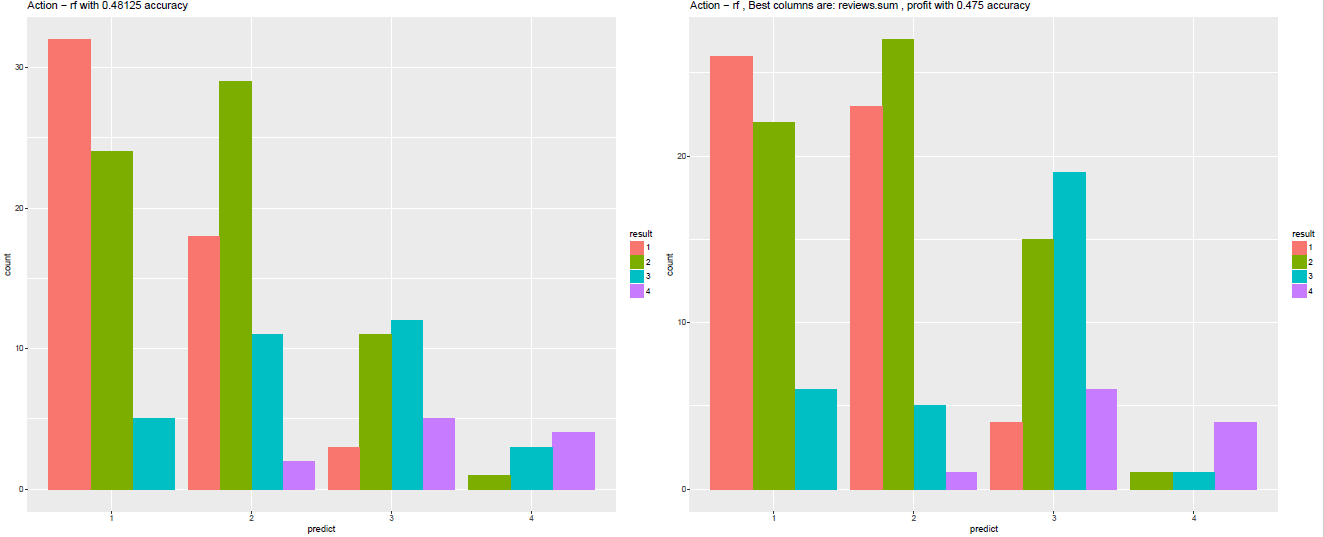 Action − rf with 0.48125 accuracy
30
20
10
0
count
1 2 3 4
predict
result
1
2
3
4
Action − rf , Best columns are: reviews.sum , profit with 0.475 accuracy
20
10
0
count
1 2 3 4
predict
result
1
2
3
4